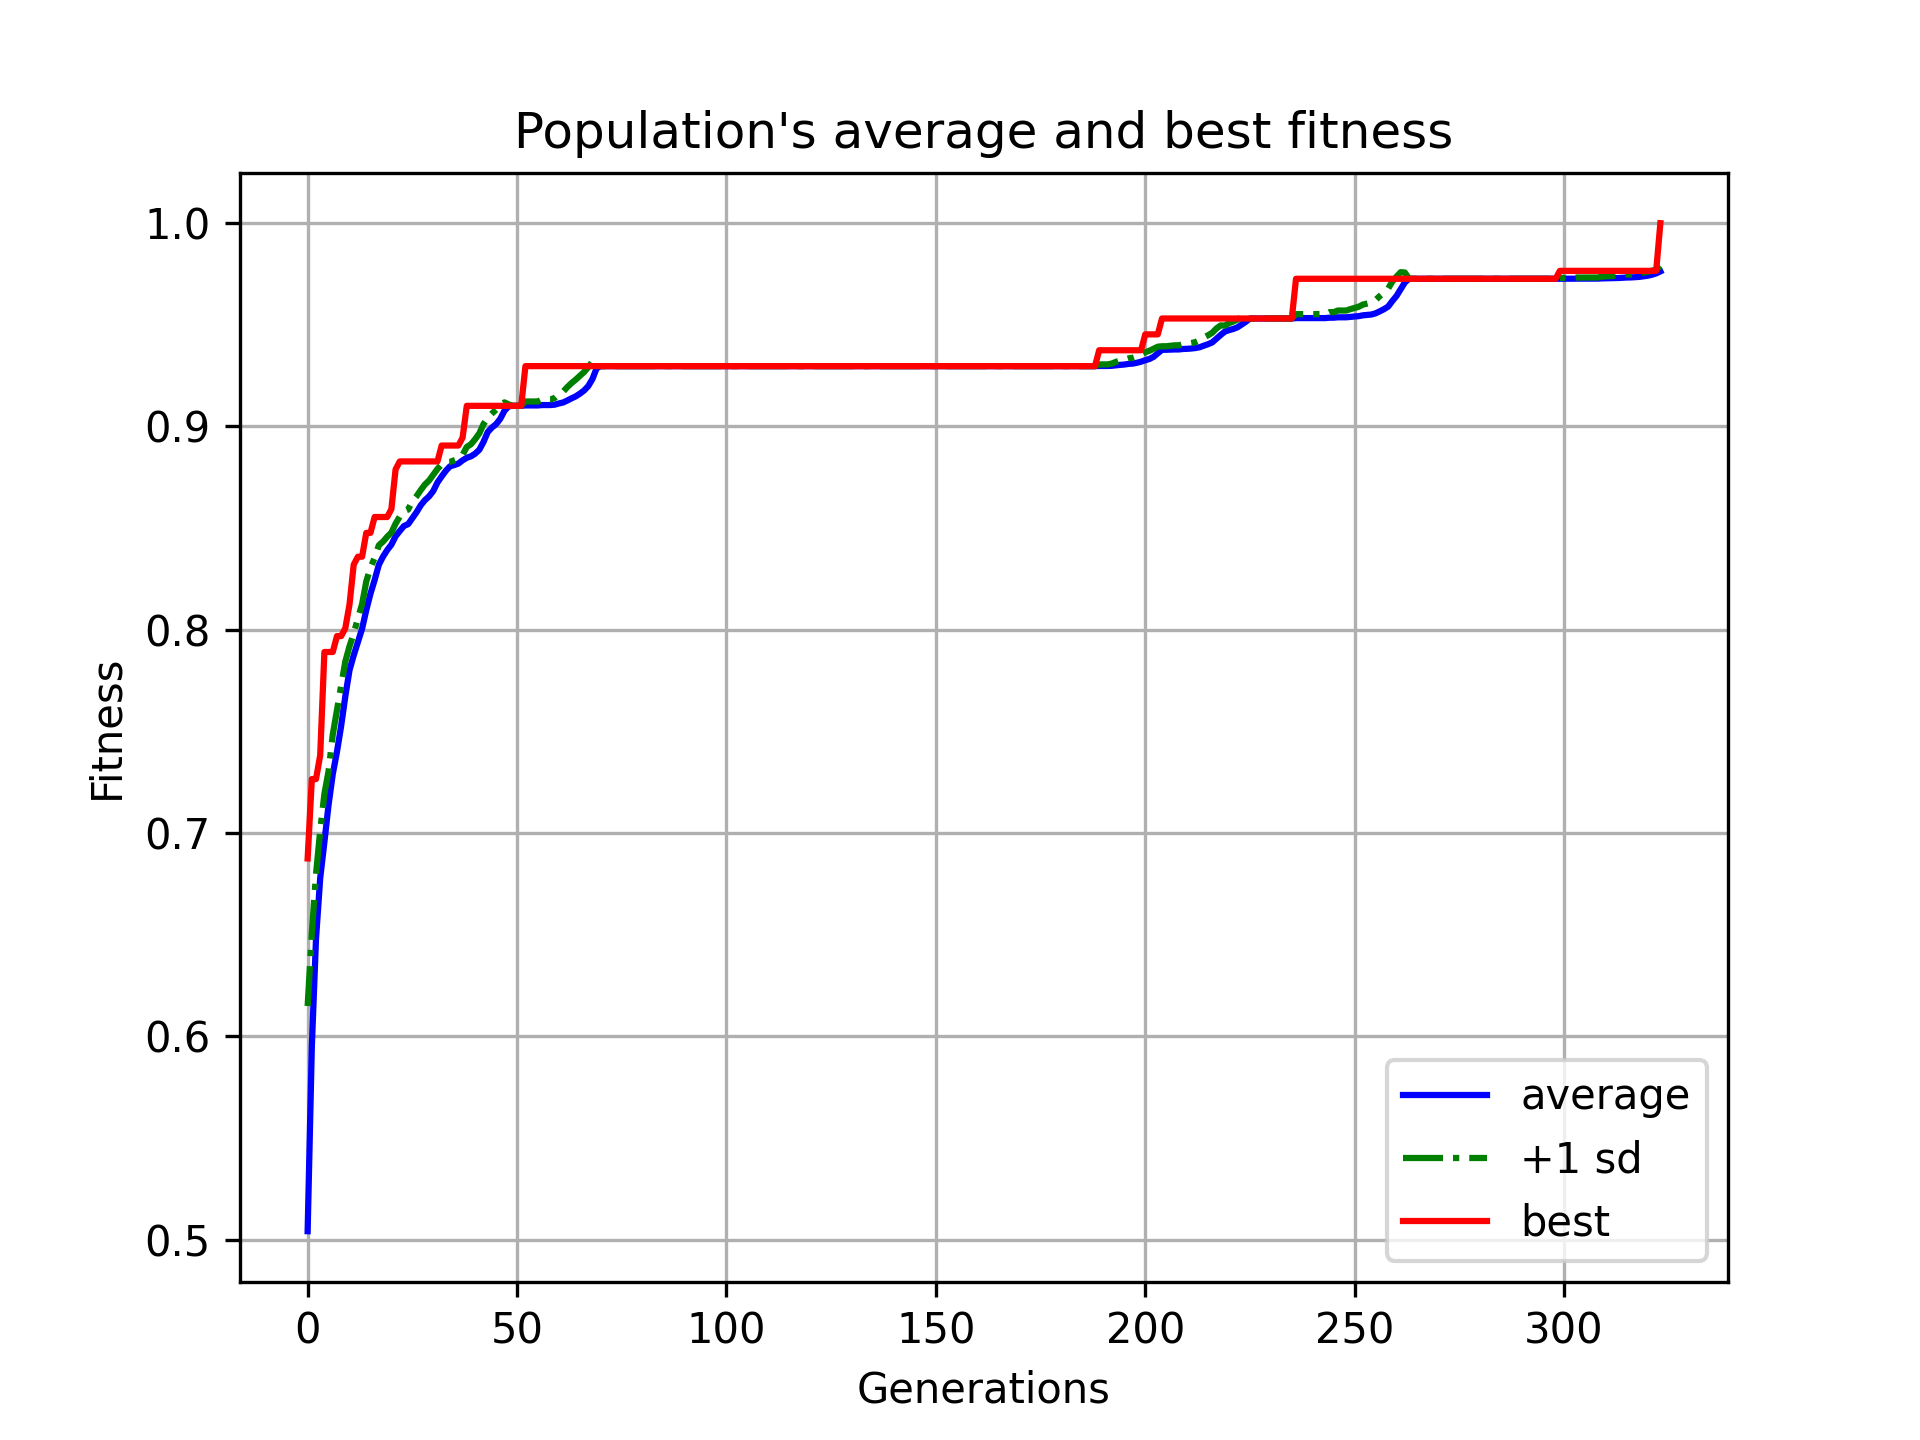 Population's average and best fitness
1.0
0.9
0.8
0.7
0.6
0.5
Fitness
0 50 100 150 200 250 300
Generations
average
+1 sd
best